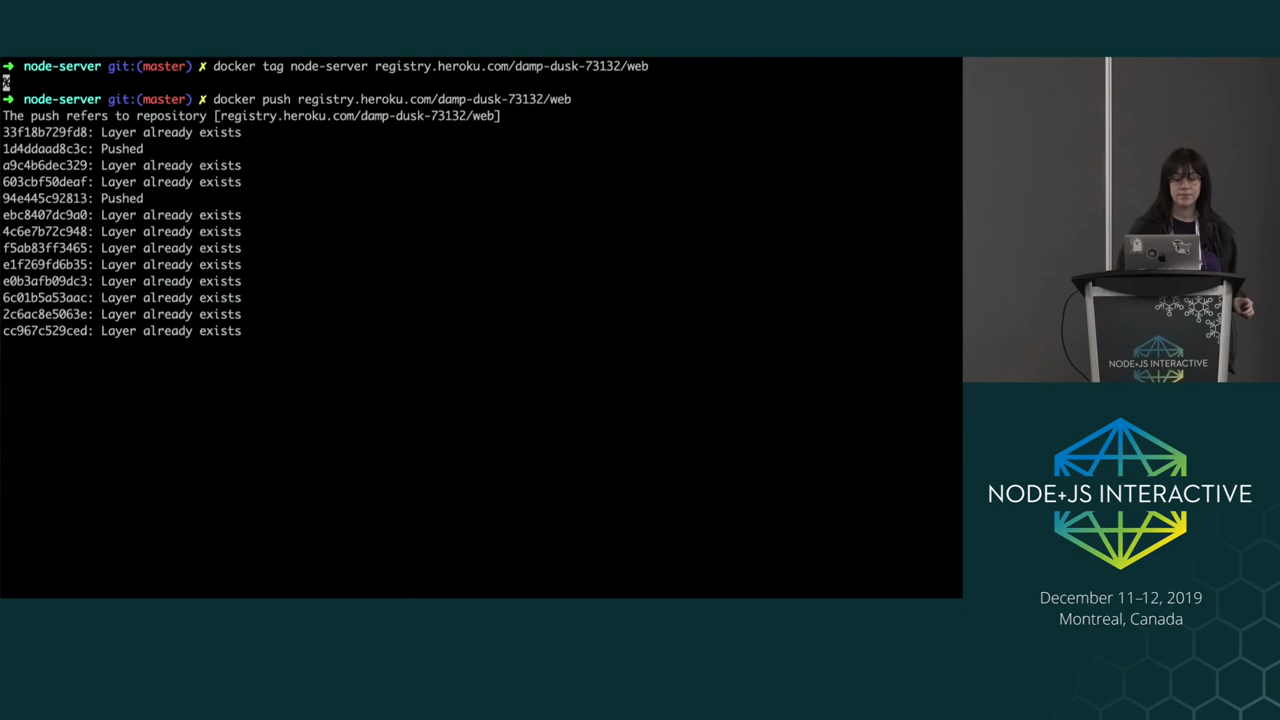 ➜ node-server git:(master) ✗ docker tag node-server registry.heroku.com/damp-dusk-73132/web
➜ node-server git:(master) ✗ docker push registry.heroku.com/damp-dusk-73132/web
The push refers to repository [registry.heroku.com/damp-dusk-73132/web]
33f18b729fd8: Layer already exists
1d4ddaad8c3c: Pushed
a9c4b6dec329: Layer already exists
603cbf50deaf: Layer already exists
94e445c92813: Pushed
ebc8407dc9a0: Layer already exists
4c6e7b72c948: Layer already exists
f5ab83ff3465: Layer already exists
e1f269fd6b35: Layer already exists
e0b3afb09dc3: Layer already exists
6c01b5a53aac: Layer already exists
2c6ac8e5063e: Layer already exists
cc967c529ced: Layer already exists
NODE+JS INTERACTIVE
NODE+JS INTERACTIVE
December 11–12, 2019
Montreal, Canada